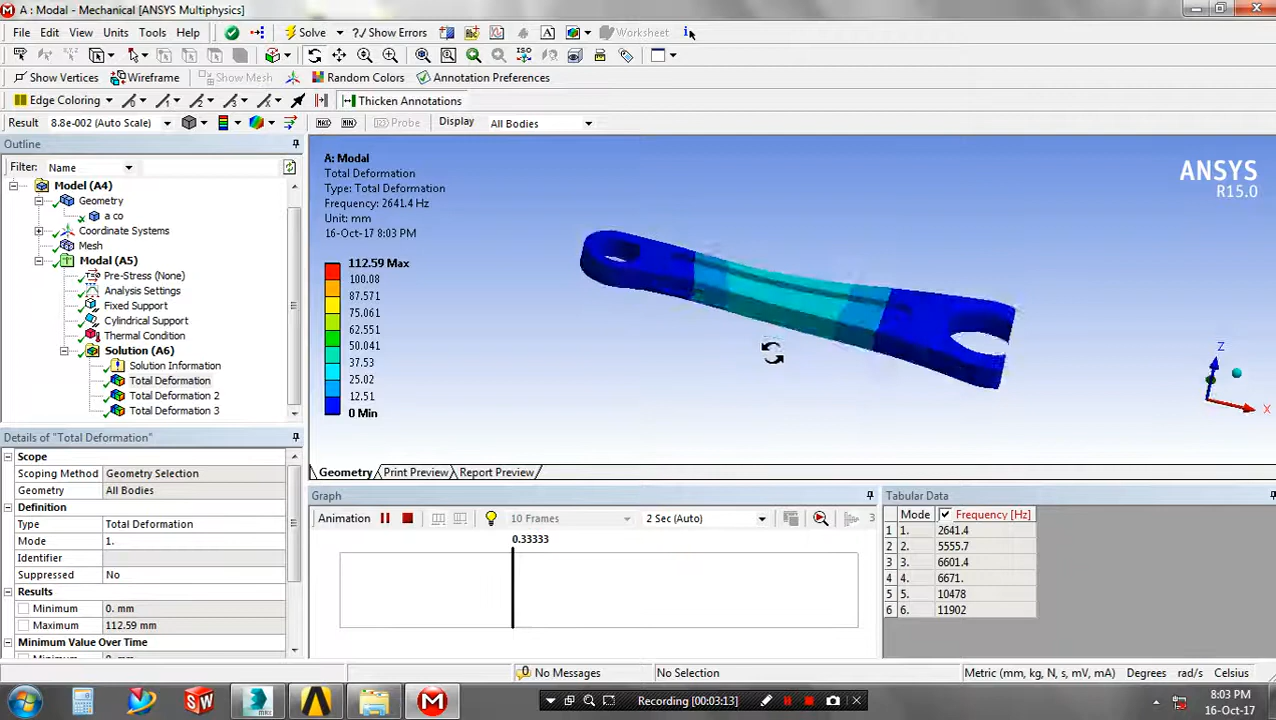 A : Modal - Mechanical [ANSYS Multiphysics]
File Edit View Units Tools Help Solve ?/ Show Errors Worksheet
Show Vertices Wireframe Show Mesh Random Colors Annotation Preferences
Edge Coloring Thicken Annotations
Result 8.8e-002 (Auto Scale) MAX MIN Probe Display All Bodies
Outline
Filter: Name
Model (A4)
Geometry
a co
Coordinate Systems
Mesh
Modal (A5)
Pre-Stress (None)
Analysis Settings
Fixed Support
Cylindrical Support
Thermal Condition
Solution (A6)
Solution Information
Total Deformation
Total Deformation 2
Total Deformation 3
Details of "Total Deformation"
Scope
Scoping Method Geometry Selection
Geometry All Bodies
Definition
Type Total Deformation
Mode 1.
Identifier
Suppressed No
Results
Minimum 0. mm
Maximum 112.59 mm
Minimum Value Over Time
A: Modal
Total Deformation
Type: Total Deformation
Frequency: 2641.4 Hz
Unit: mm
16-Oct-17 8:03 PM
112.59 Max
100.08
87.571
75.061
62.551
50.041
37.53
25.02
12.51
0 Min
ANSYS
R15.0
Z
X
Geometry Print Preview Report Preview
Graph
Animation 10 Frames 2 Sec (Auto) 3
0.33333
Tabular Data
Mode Frequency [Hz]
1 1. 2641.4
2 2. 5555.7
3 3. 6601.4
4 4. 6671.
5 5. 10478
6 6. 11902
0 No Messages No Selection Metric (mm, kg, N, s, mV, mA) Degrees rad/s Celsius
Recording [00:03:13]
8:03 PM
16-Oct-17